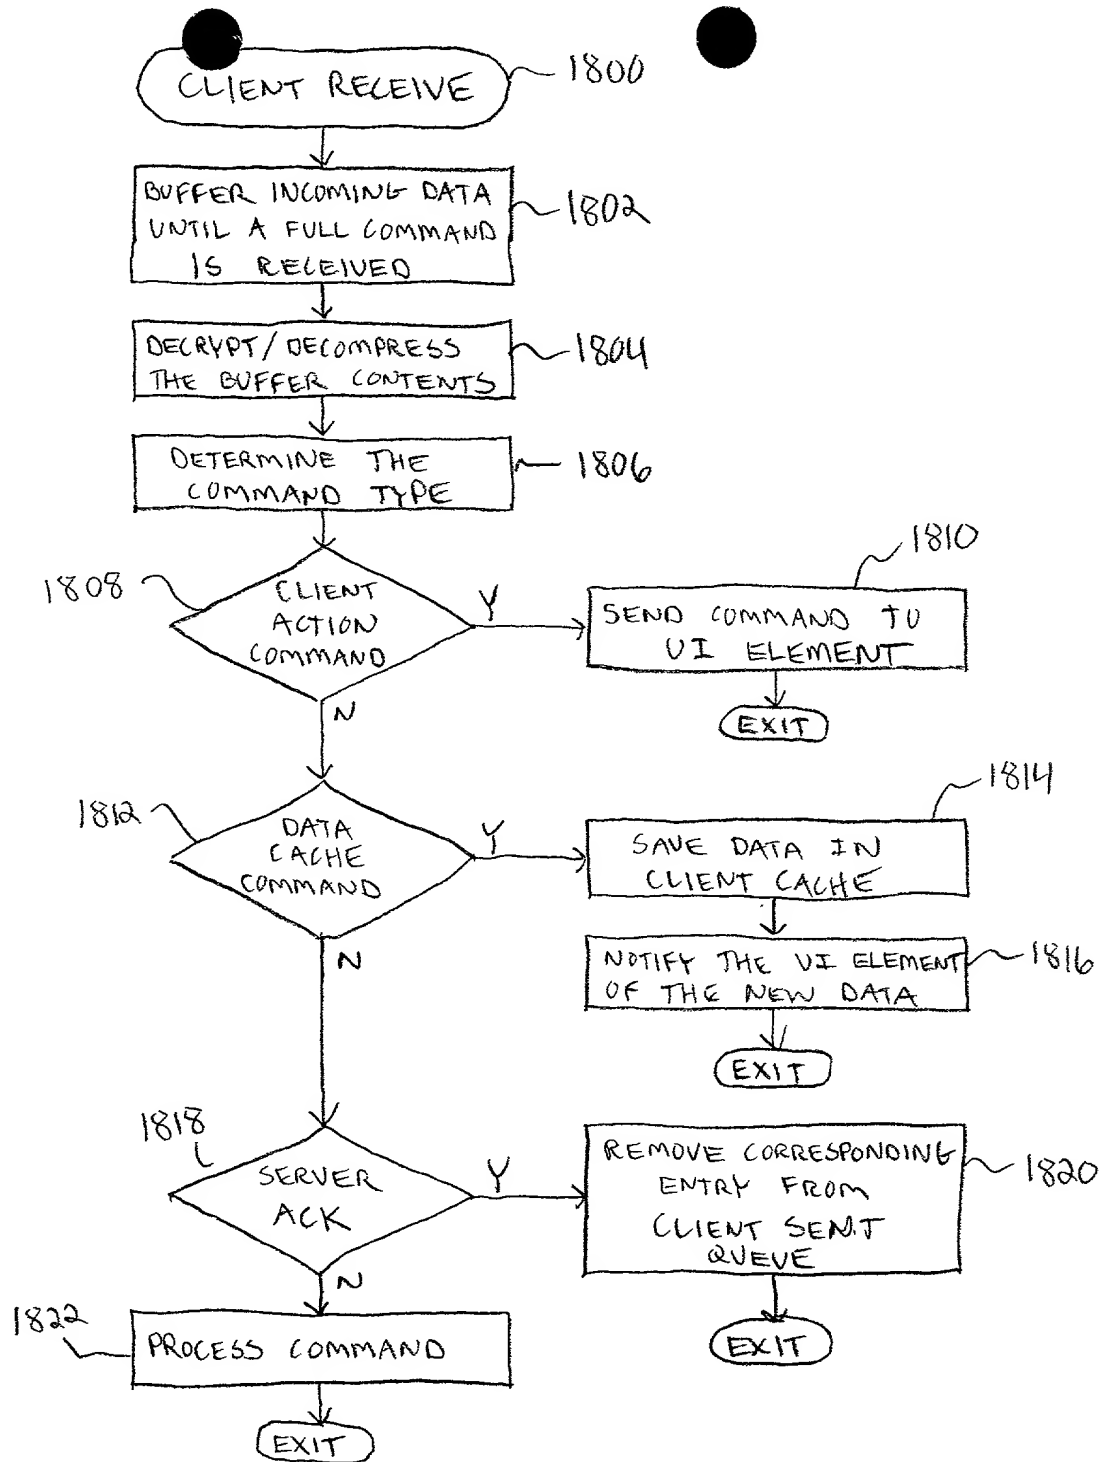 CLIENT RECEIVE
1800
BUFFER INCOMING DATA
UNTIL A FULL COMMAND
IS RECEIVED
1802
DECRYPT/DECOMPRESS
THE BUFFER CONTENTS
1804
DETERMINE THE
COMMAND TYPE
1806
1808
CLIENT
ACTION
COMMAND
Y
N
1810
SEND COMMAND TO
UI ELEMENT
EXIT
1812
DATA
CACHE
COMMAND
Y
N
1814
SAVE DATA IN
CLIENT CACHE
NOTIFY THE UI ELEMENT
OF THE NEW DATA
1816
EXIT
1818
SERVER
ACK
Y
N
REMOVE CORRESPONDING
ENTRY FROM
CLIENT SENT
QUEUE
1820
EXIT
1822
PROCESS COMMAND
EXIT